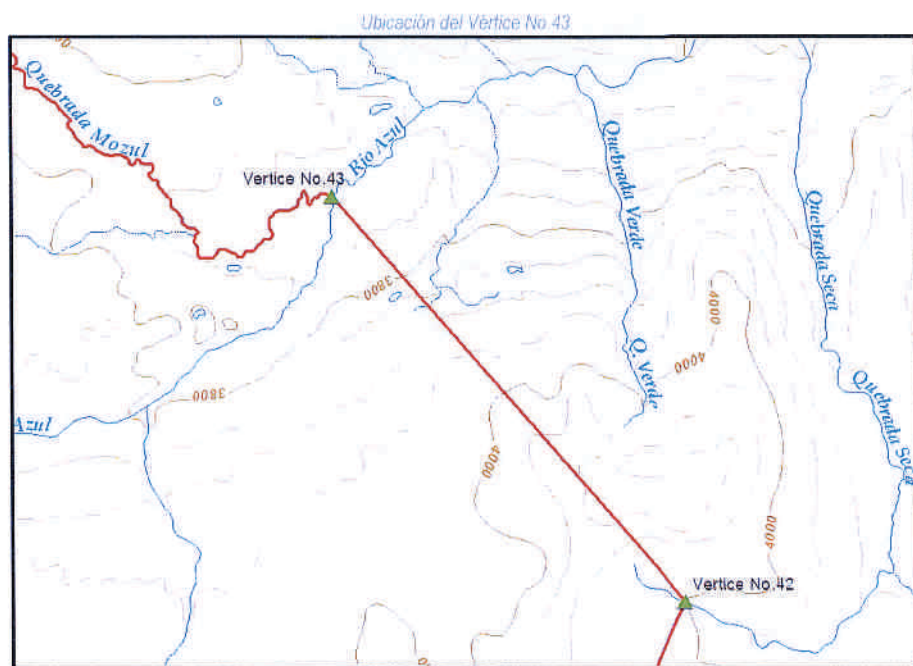 Ubicación del Vértice No.43
Quebrada Mozul
Rio Azul
Vertice No.43
Quebrada Verde
Quebrada Seca
3800
4000
4000
Q. Verde
Quebrada Seca
3800
Azul
4000
4000
Vertice No.42